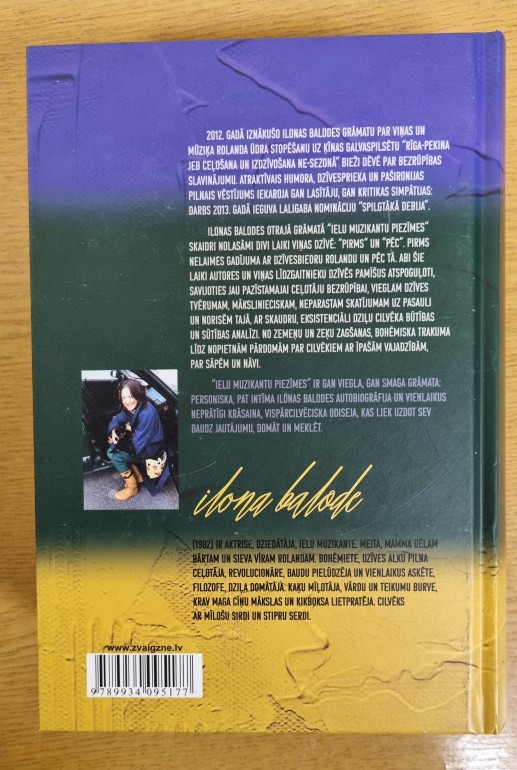 2012. GADĀ IZNĀKUŠO ILONAS BALODES GRĀMATU PAR VIŅAS UN
MŪZIĶA ROLANDA ŪDRA STOPĒŠANU UZ ĶĪNAS GALVASPILSĒTU "RĪGA-PEKINA
JEB CEĻOŠANA UN IZDZĪVOŠANA NE-SEZONĀ" BIEŽI DĒVĒ PAR BEZRŪPĪBAS
SLAVINĀJUMU. ATRAKTĪVAIS HUMORA, DZĪVESPRIEKA UN PAŠIRONIJAS
PILNAIS VĒSTĪJUMS IEKAROJA GAN LASĪTĀJU, GAN KRITIKAS SIMPĀTIJAS:
DARBS 2013. GADĀ IEGUVA LALIGABA NOMINĀCIJU "SPILGTĀKĀ DEBIJA".
ILONAS BALODES OTRAJĀ GRĀMATĀ "IELU MUZIKANTU PIEZĪMES"
SKAIDRI NOLASĀMI DIVI LAIKI VIŅAS DZĪVĒ: "PIRMS" UN "PĒC". PIRMS
NELAIMES GADĪJUMA AR DZĪVESBIEDRU ROLANDU UN PĒC TĀ. ABI ŠIE
LAIKI AUTORES UN VIŅAS LĪDZGAITNIEKU DZĪVĒS PAMĪŠUS ATSPOGUĻOTI,
SAVIJOTIES JAU PAZĪSTAMAJAI CEĻOTĀJU BEZRŪPĪBAI, VIEGLAM DZĪVES
TVĒRUMAM, MĀKSLINIECISKAM, NEPARASTAM SKATĪJUMAM UZ PASAULI
UN NORISĒM TAJĀ, AR SKAUDRU, EKSISTENCIĀLI DZIĻU CILVĒKA BŪTĪBAS
UN SŪTĪBAS ANALĪZI. NO ZEMEŅU UN ZEĶU ZAGŠANAS, BOHĒMISKA TRAKUMA
LĪDZ NOPIETNĀM PĀRDOMĀM PAR CILVĒKIEM AR ĪPAŠĀM VAJADZĪBĀM,
PAR SĀPĒM UN NĀVI.
"IELU MUZIKANTU PIEZĪMES" IR GAN VIEGLA, GAN SMAGA GRĀMATA:
PERSONISKA, PAT INTĪMA ILONAS BALODES AUTOBIOGRĀFIJA UN VIENLAIKUS
NEPRĀTĪGI KRĀSAINA, VISPĀRCILVĒCISKA ODISEJA, KAS LIEK UZDOT SEV
DAUDZ JAUTĀJUMU, DOMĀT UN MEKLĒT.
ilona balode
(1982) IR AKTRISE, DZIEDĀTĀJA, IELU MUZIKANTE. MEITA, MAMMA DĒLAM
BĀRTAM UN SIEVA VĪRAM ROLANDAM. BOHĒMIETE, DZĪVES ALKU PILNA
CEĻOTĀJA, REVOLUCIONĀRE, BAUDU PIELŪDZĒJA UN VIENLAIKUS ASKĒTE,
FILOZOFE, DZIĻA DOMĀTĀJA. KAĶU MĪĻOTĀJA, VĀRDU UN TEIKUMU BURVE,
KRAV MAGA CĪŅU MĀKSLAS UN KIKBOKSA LIETPRATĒJA. CILVĒKS
AR MĪLOŠU SIRDI UN STIPRU SERDI.
www.zvaigzne.lv
9 789934 095177